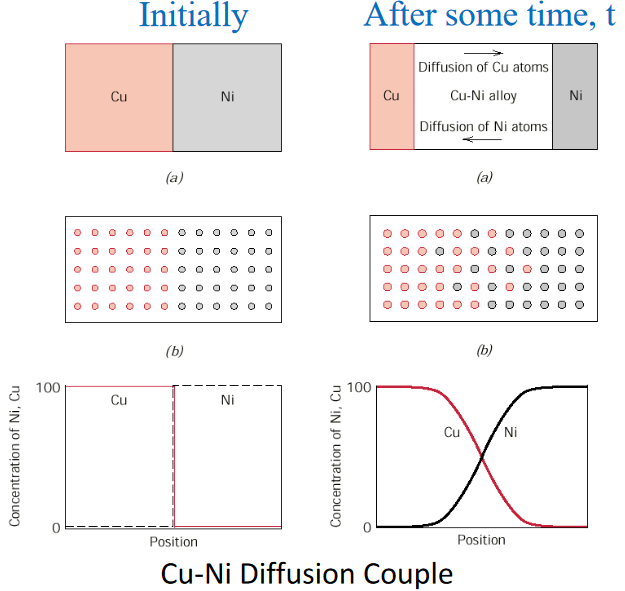 Initially
After some time, t
Cu
Ni
Diffusion of Cu atoms
Cu
Cu-Ni alloy
Ni
Diffusion of Ni atoms
(a)
(a)
(b)
(b)
Concentration of Ni, Cu
100
0
Cu
Ni
Position
Concentration of Ni, Cu
100
0
Cu
Ni
Position
Cu-Ni Diffusion Couple